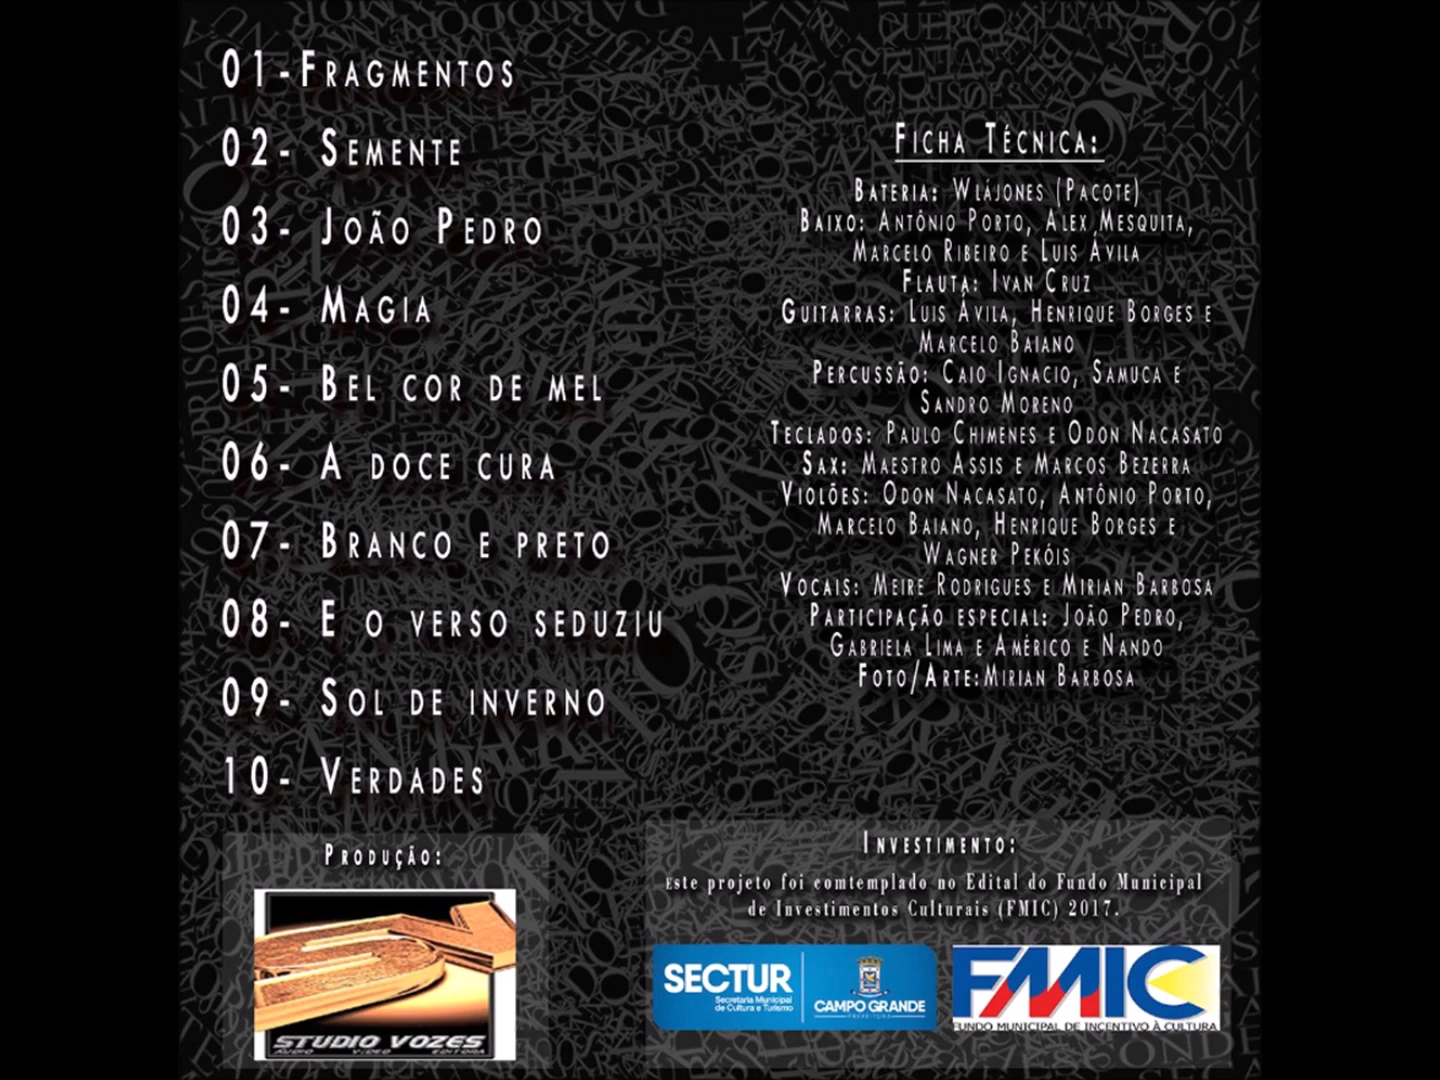 01-Fragmentos
02- Semente
03- João Pedro
04- Magia
05- Bel cor de mel
06- A doce cura
07- Branco e preto
08- E o verso seduziu
09- Sol de inverno
10- Verdades
Ficha Técnica:
Bateria: Wlájones (Pacote)
Baixo: Antônio Porto, Alex Mesquita,
Marcelo Ribeiro e Luis Ávila
Flauta: Ivan Cruz
Guitarras: Luis Ávila, Henrique Borges e
Marcelo Baiano
Percussão: Caio Ignacio, Samuca e
Sandro Moreno
Teclados: Paulo Chimenes e Odon Nacasato
Sax: Maestro Assis e Marcos Bezerra
Violões: Odon Nacasato, Antônio Porto,
Marcelo Baiano, Henrique Borges e
Wagner Pekóis
Vocais: Meire Rodrigues e Mirian Barbosa
Participação especial: João Pedro,
Gabriela Lima e Américo e Nando
Foto/Arte:Mirian Barbosa
Produção:
STUDIO VOZES
AUDIO VIDEO EDITORA
Investimento:
Este projeto foi comtemplado no Edital do Fundo Municipal
de Investimentos Culturais (FMIC) 2017.
SECTUR
Secretaria Municipal
de Cultura e Turismo
CAMPO GRANDE
PREFEITURA
FMIC
FUNDO MUNICIPAL DE INCENTIVO À CULTURA